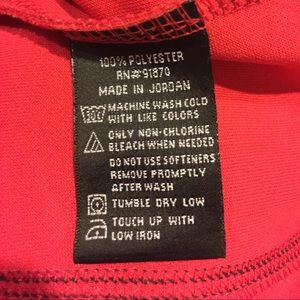 100% POLYESTER
RN# 91870
MADE IN JORDAN
MACHINE WASH COLD
WITH LIKE COLORS
ONLY NON-CHLORINE
BLEACH WHEN NEEDED
DO NOT USE SOFTENERS
REMOVE PROMPTLY
AFTER WASH
TUMBLE DRY LOW
TOUCH UP WITH
LOW IRON